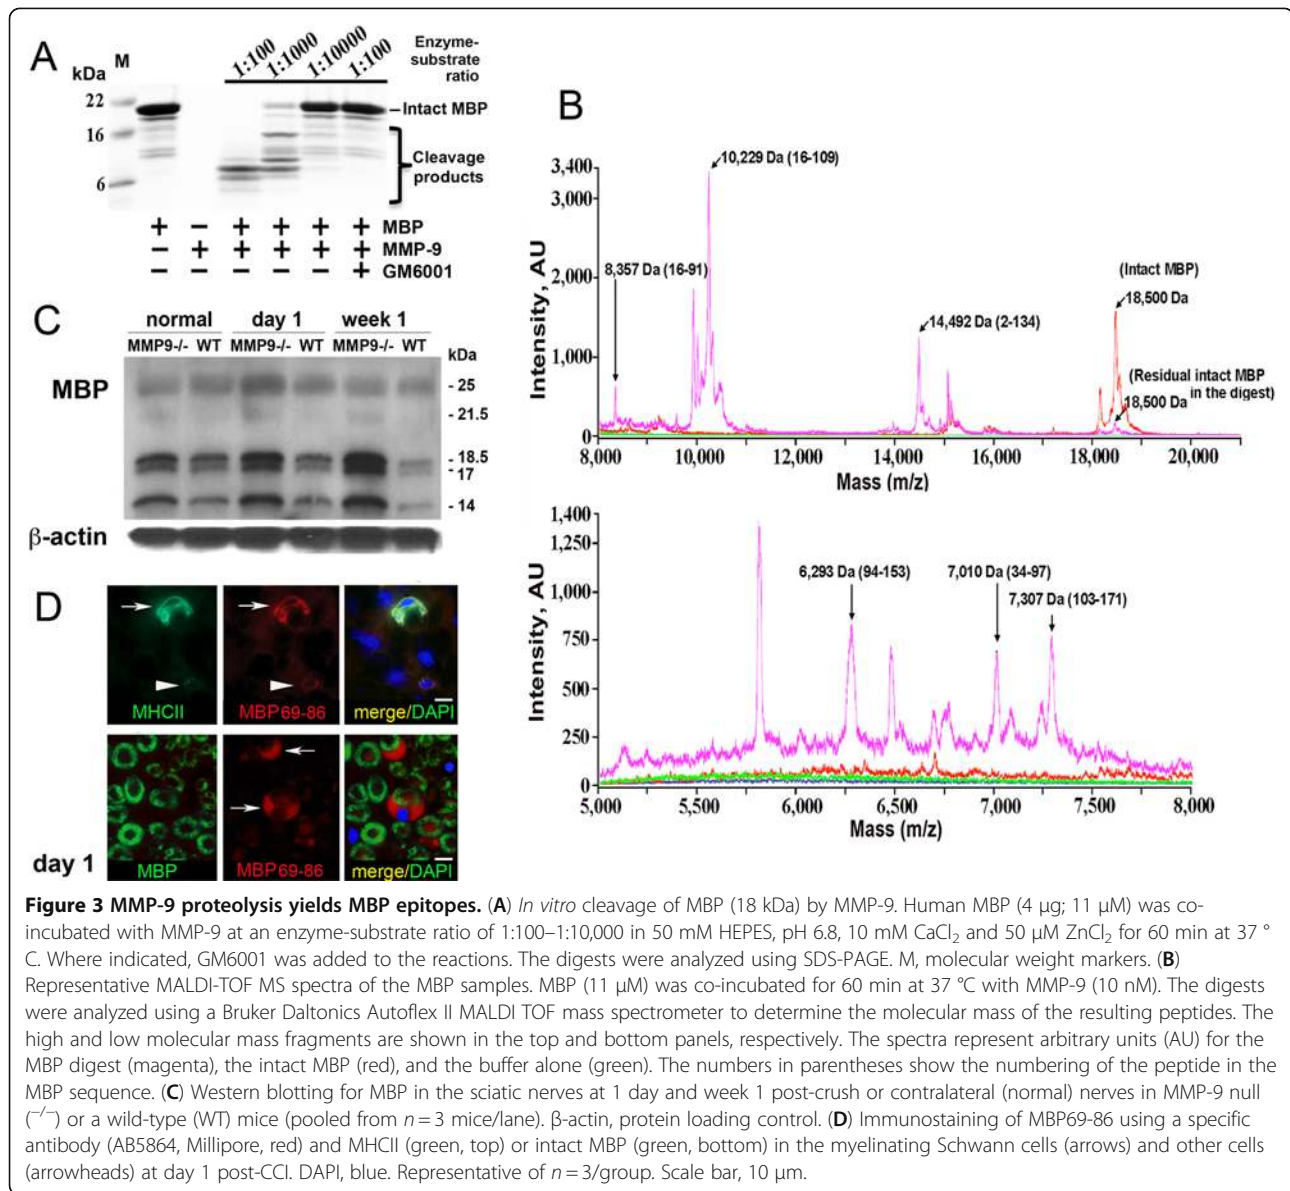 A
M
kDa
1:100
1:1000
1:10000
1:100
Enzyme-
substrate
ratio
22
16
6
Intact MBP
Cleavage
products
+ − + + + + MBP
− + + + + + MMP-9
− − − − − + GM6001
B
Intensity, AU
3,400
3,000
2,000
1,000
0
8,357 Da (16-91)
10,229 Da (16-109)
14,492 Da (2-134)
(Intact MBP)
18,500 Da
(Residual intact MBP
in the digest)
18,500 Da
8,000 10,000 12,000 14,000 16,000 18,000 20,000
Mass (m/z)
Intensity, AU
1,400
1,250
1,000
750
500
250
0
6,293 Da (94-153)
7,010 Da (34-97)
7,307 Da (103-171)
5,000 5,500 6,000 6,500 7,000 7,500 8,000
Mass (m/z)
C
normal day 1 week 1
MMP9-/- WT MMP9-/- WT MMP9-/- WT
kDa
MBP
- 25
- 21.5
- 18.5
- 17
- 14
β-actin
D
MHCII
MBP69-86
merge/DAPI
day 1
MBP
MBP69-86
merge/DAPI
Figure 3 MMP-9 proteolysis yields MBP epitopes. (A) In vitro cleavage of MBP (18 kDa) by MMP-9. Human MBP (4 μg; 11 μM) was co-
incubated with MMP-9 at an enzyme-substrate ratio of 1:100–1:10,000 in 50 mM HEPES, pH 6.8, 10 mM CaCl₂ and 50 μM ZnCl₂ for 60 min at 37 °
C. Where indicated, GM6001 was added to the reactions. The digests were analyzed using SDS-PAGE. M, molecular weight markers. (B)
Representative MALDI-TOF MS spectra of the MBP samples. MBP (11 μM) was co-incubated for 60 min at 37 °C with MMP-9 (10 nM). The digests
were analyzed using a Bruker Daltonics Autoflex II MALDI TOF mass spectrometer to determine the molecular mass of the resulting peptides. The
high and low molecular mass fragments are shown in the top and bottom panels, respectively. The spectra represent arbitrary units (AU) for the
MBP digest (magenta), the intact MBP (red), and the buffer alone (green). The numbers in parentheses show the numbering of the peptide in the
MBP sequence. (C) Western blotting for MBP in the sciatic nerves at 1 day and week 1 post-crush or contralateral (normal) nerves in MMP-9 null
(⁻/⁻) or a wild-type (WT) mice (pooled from n = 3 mice/lane). β-actin, protein loading control. (D) Immunostaining of MBP69-86 using a specific
antibody (AB5864, Millipore, red) and MHCII (green, top) or intact MBP (green, bottom) in the myelinating Schwann cells (arrows) and other cells
(arrowheads) at day 1 post-CCI. DAPI, blue. Representative of n = 3/group. Scale bar, 10 μm.